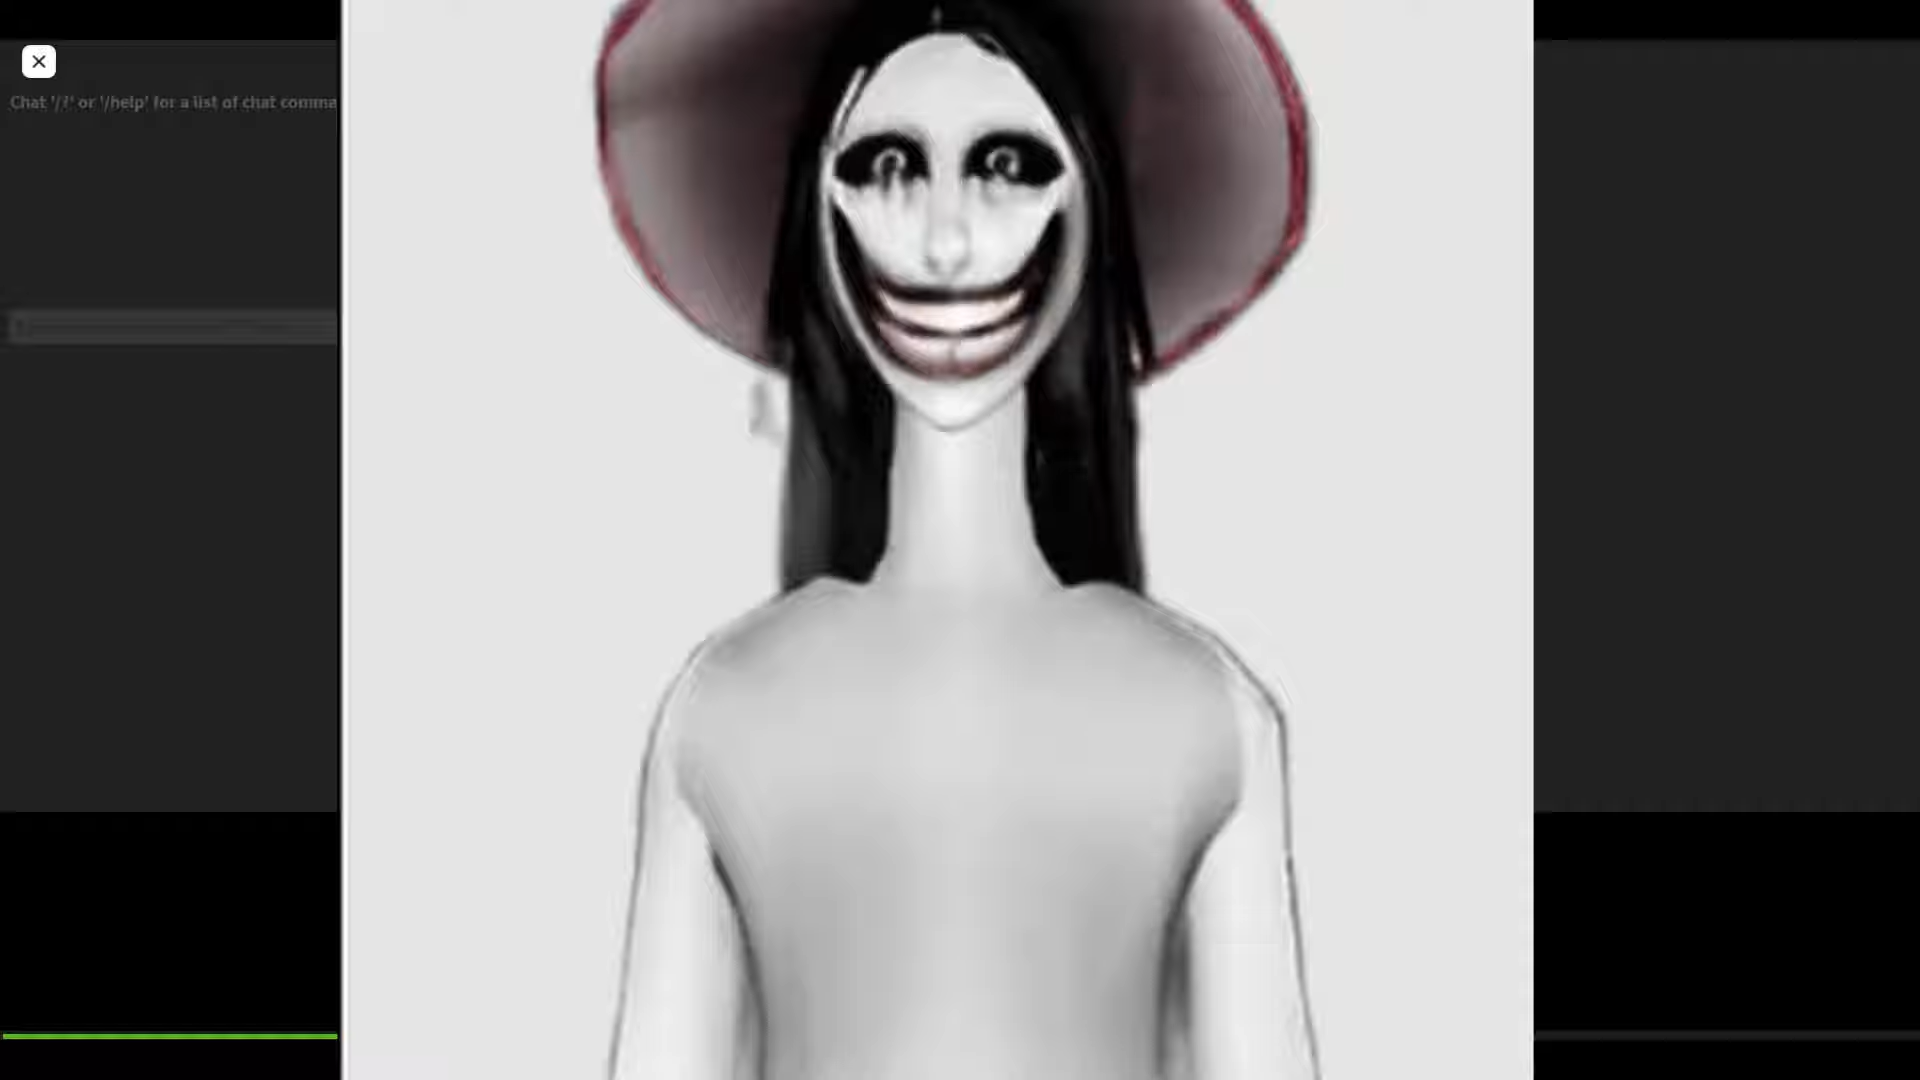 Chat '/?' or '/help' for a list of chat comma